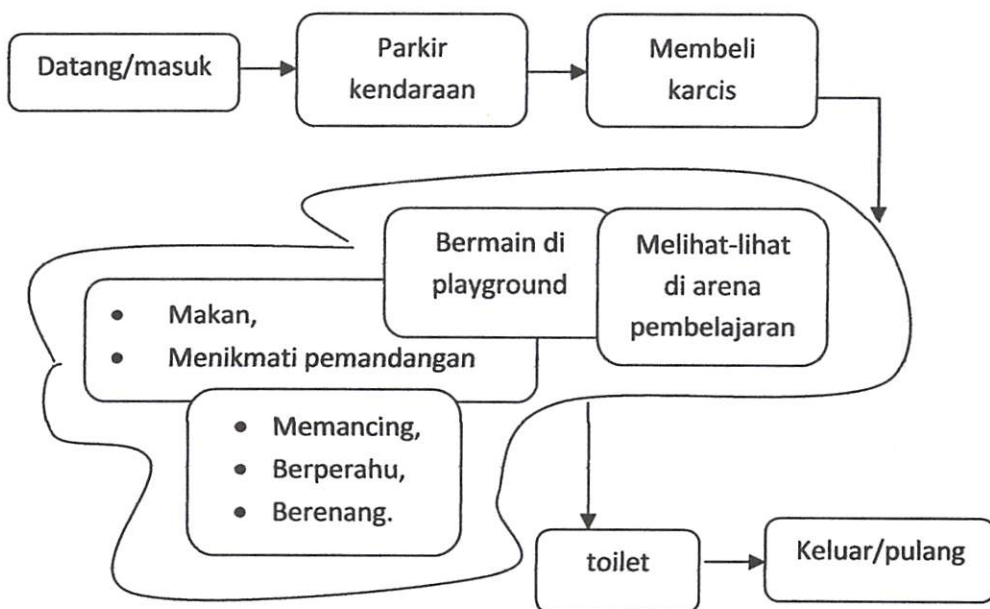 Datang/masuk
Parkir
kendaraan
Membeli
karcis
Bermain di
playground
Melihat-lihat
di arena
pembelajaran
• Makan,
• Menikmati pemandangan
• Memancing,
• Berperahu,
• Berenang.
toilet
Keluar/pulang